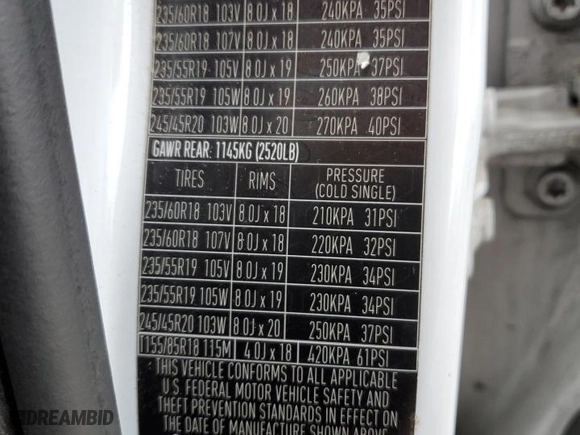 235/60R18 103V 8.0J x 18 240KPA 35PSI
235/60R18 107V 8.0J x 18 240KPA 35PSI
235/55R19 105V 8.0J x 19 250KPA 37PSI
235/55R19 105W 8.0J x 19 260KPA 38PSI
245/45R20 103W 8.0J x 20 270KPA 40PSI
GAWR REAR: 1145KG (2520LB)
TIRES RIMS PRESSURE
(COLD SINGLE)
235/60R18 103V 8.0J x 18 210KPA 31PSI
235/60R18 107V 8.0J x 18 220KPA 32PSI
235/55R19 105V 8.0J x 19 230KPA 34PSI
235/55R19 105W 8.0J x 19 230KPA 34PSI
245/45R20 103W 8.0J x 20 250KPA 37PSI
T155/85R18 115M 4.0J x 18 420KPA 61PSI
THIS VEHICLE CONFORMS TO ALL APPLICABLE
U.S. FEDERAL MOTOR VEHICLE SAFETY AND
THEFT PREVENTION STANDARDS IN EFFECT ON
THE DATE OF MANUFACTURE SHOWN
DREAMBID